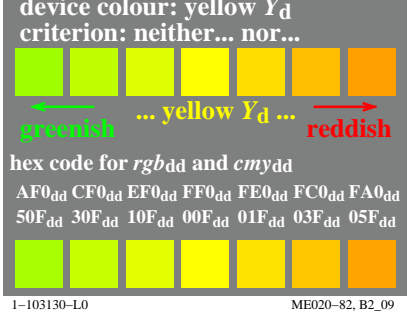 device colour: yellow Yd
criterion: neither... nor...
... yellow Yd ...
greenish
reddish
hex code for rgbdd and cmydd
AF0dd CF0dd EF0dd FF0dd FE0dd FC0dd FA0dd
50Fdd 30Fdd 10Fdd 00Fdd 01Fdd 03Fdd 05Fdd
1−103130−L0 ME020−82, B2_09